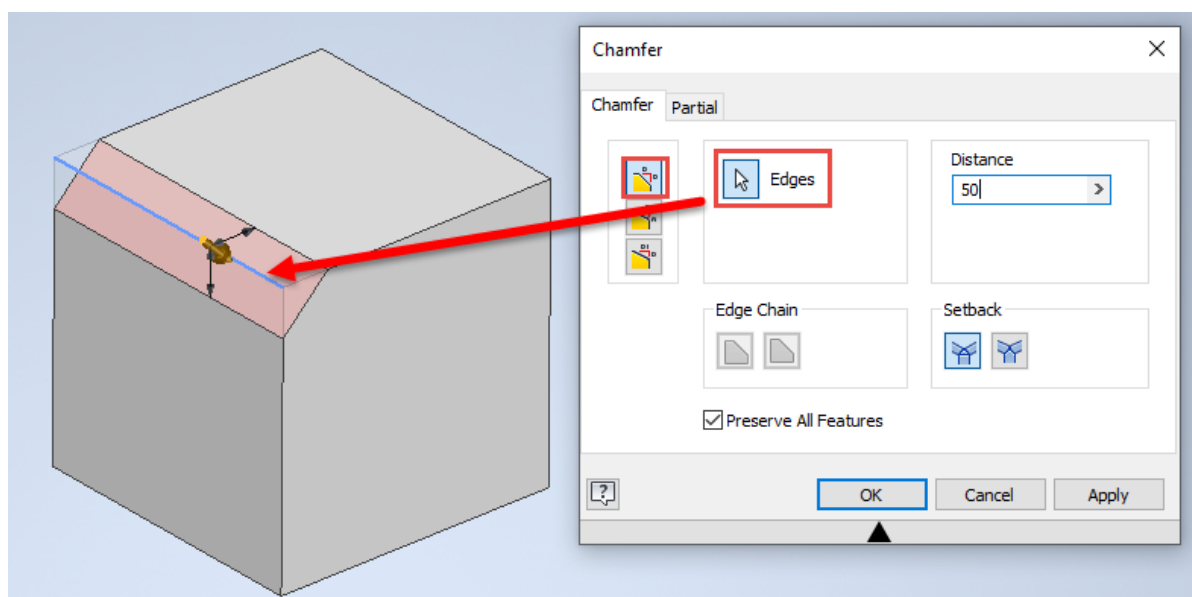 Chamfer
Chamfer Partial
Edges
Distance
50
Edge Chain
Setback
Preserve All Features
OK Cancel Apply